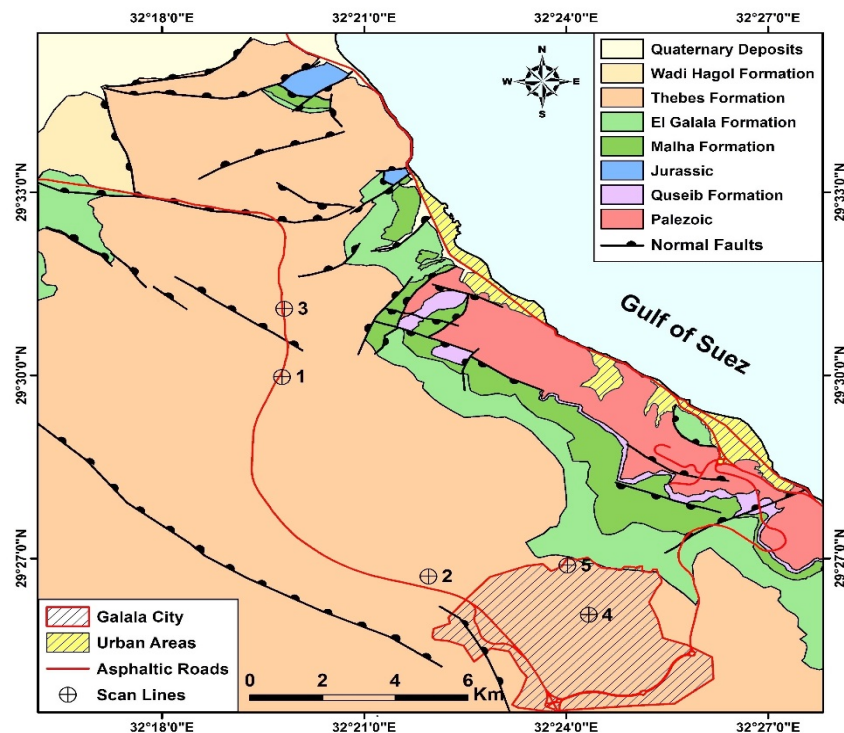 32°18'0"E 32°21'0"E 32°24'0"E 32°27'0"E
N
W E
S
Quaternary Deposits
Wadi Hagol Formation
Thebes Formation
El Galala Formation
Malha Formation
Jurassic
Quseib Formation
Palezoic
Normal Faults
29°33'0"N 29°33'0"N
Gulf of Suez
3
29°30'0"N 29°30'0"N
1
29°27'0"N 29°27'0"N
2
5
4
Galala City
Urban Areas
Asphaltic Roads
Scan Lines
0 2 4 6
Km
32°18'0"E 32°21'0"E 32°24'0"E 32°27'0"E